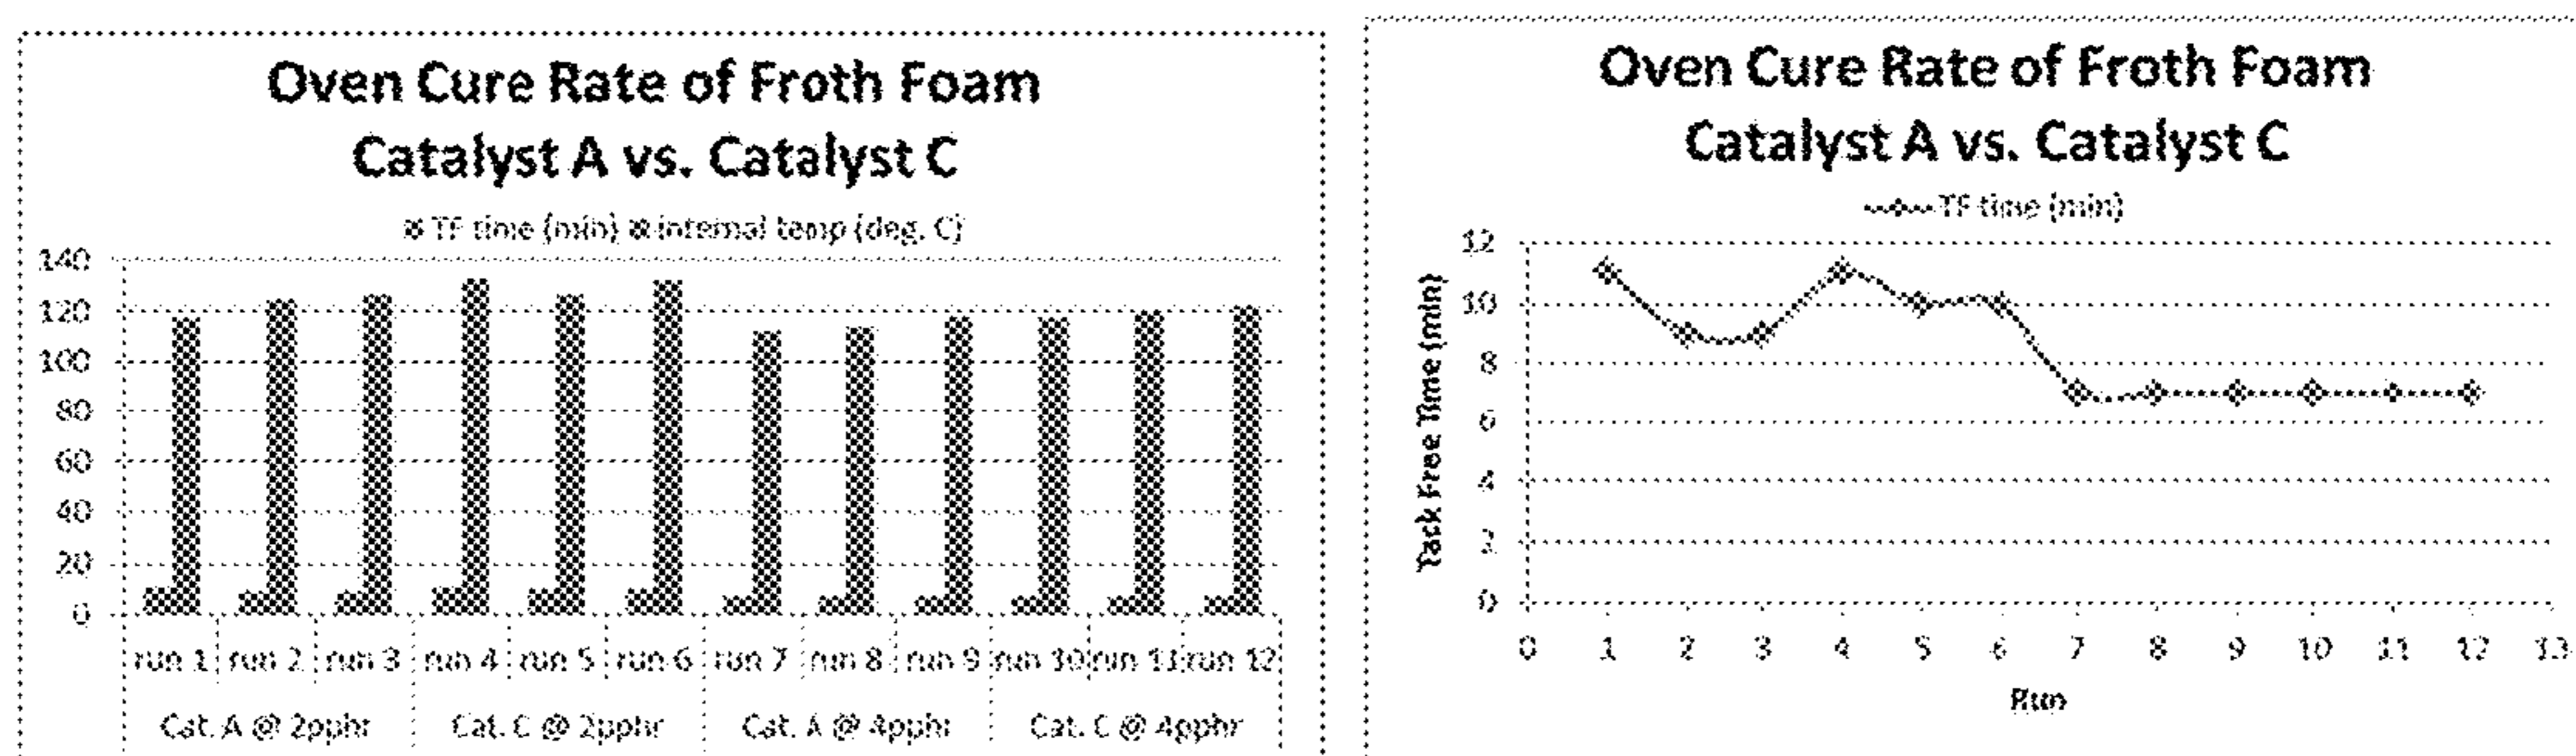 Oven Cure Rate of Froth Foam
Catalyst A vs. Catalyst C
TF time (min) internal temp (deg. C)
140
120
100
80
60
40
20
0
run 1 run 2 run 3 run 4 run 5 run 6 run 7 run 8 run 9 run 10 run 11 run 12
Cat. A @ 2pphr Cat. C @ 2pphr Cat. A @ 4pphr Cat. C @ 4pphr
Oven Cure Rate of Froth Foam
Catalyst A vs. Catalyst C
TF time (min)
Tack Free Time (min)
12
10
8
6
4
2
0
0 1 2 3 4 5 6 7 8 9 10 11 12 13
Run